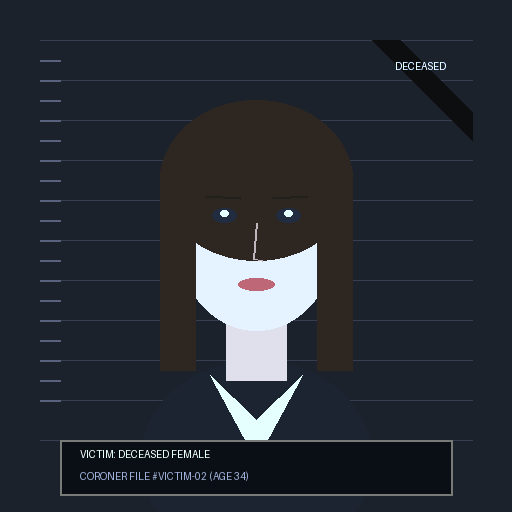 DECEASED
VICTIM: DECEASED FEMALE
CORONER FILE #VICTIM-02 (AGE 34)